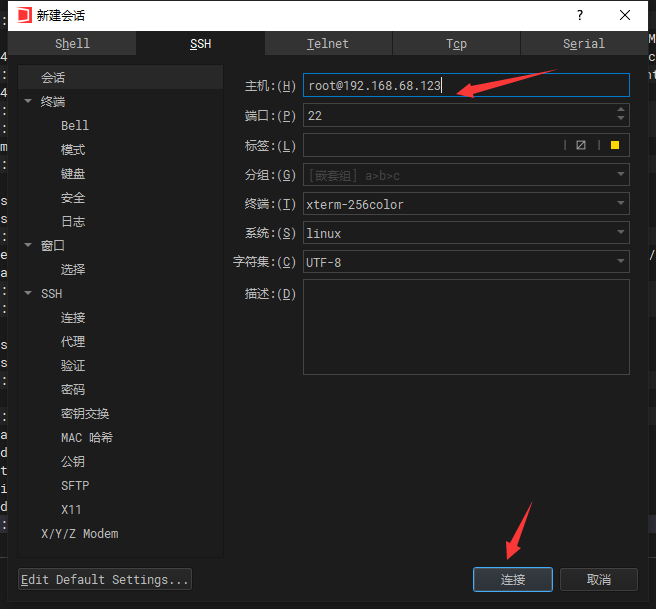 新建会话
?
Shell
SSH
Telnet
Tcp
Serial
会话
终端
Bell
模式
键盘
安全
日志
窗口
选择
SSH
连接
代理
验证
密码
密钥交换
MAC 哈希
公钥
SFTP
X11
X/Y/Z Modem
主机:(H) root@192.168.68.123
端口:(P) 22
标签:(L)
分组:(G) [嵌套组] a>b>c
终端:(T) xterm-256color
系统:(S) linux
字符集:(C) UTF-8
描述:(D)
Edit Default Settings...
连接
取消